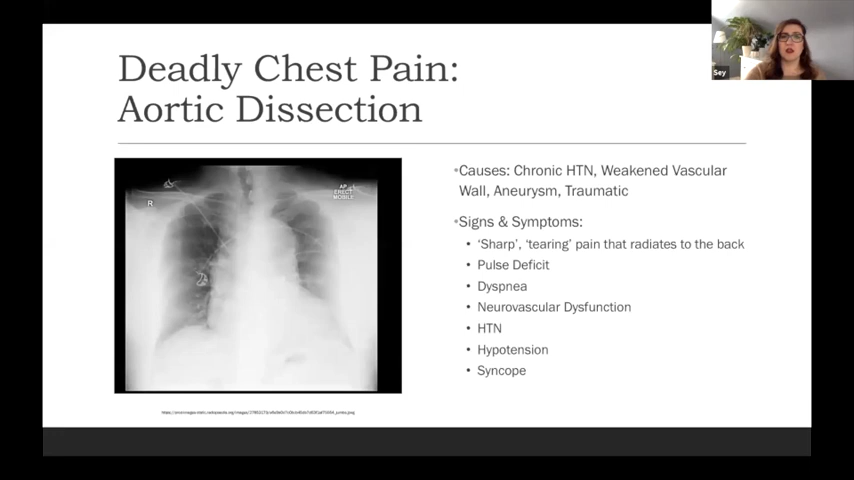 Deadly Chest Pain:
Aortic Dissection
R
AP
ERECT
MOBILE
•Causes: Chronic HTN, Weakened Vascular
Wall, Aneurysm, Traumatic
•Signs & Symptoms:
• 'Sharp', 'tearing' pain that radiates to the back
• Pulse Deficit
• Dyspnea
• Neurovascular Dysfunction
• HTN
• Hypotension
• Syncope
Sey